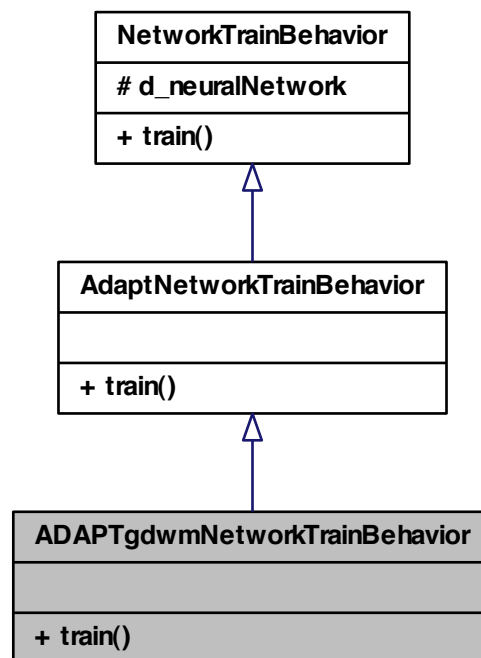 NetworkTrainBehavior
# d_neuralNetwork
+ train()
AdaptNetworkTrainBehavior
+ train()
ADAPTgdwmNetworkTrainBehavior
+ train()